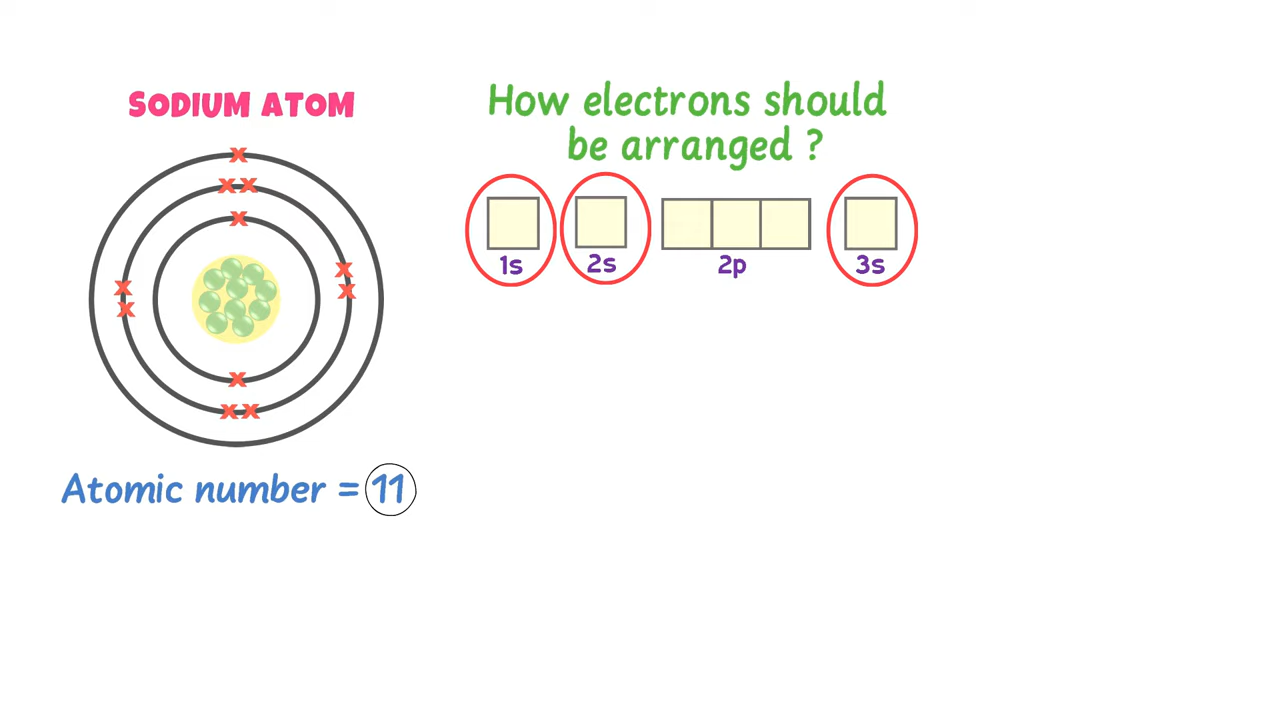 SODIUM ATOM
How electrons should
be arranged ?
1s 2s 2p 3s
Atomic number = 11